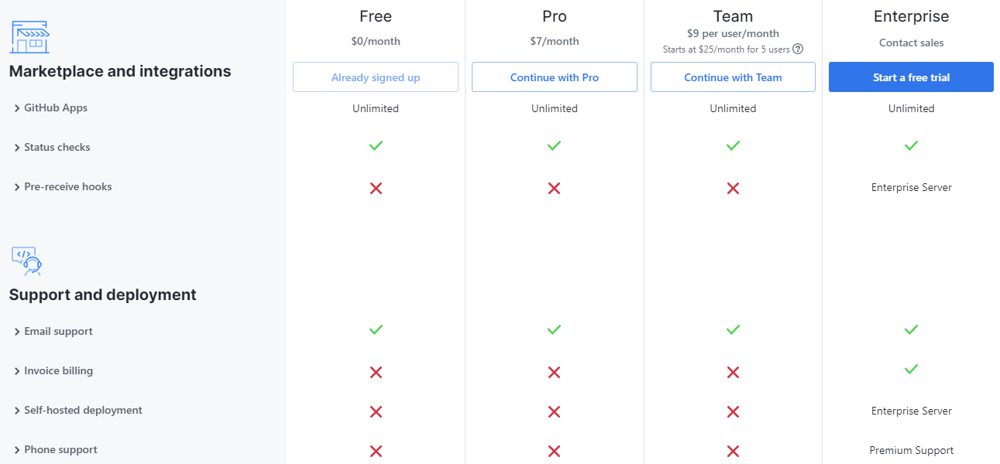 Free
Pro
Team
Enterprise
$0/month
$7/month
$9 per user/month
Starts at $25/month for 5 users
Contact sales
Marketplace and integrations
Already signed up
Continue with Pro
Continue with Team
Start a free trial
GitHub Apps
Unlimited
Unlimited
Unlimited
Unlimited
Status checks
Pre-receive hooks
Enterprise Server
Support and deployment
Email support
Invoice billing
Self-hosted deployment
Enterprise Server
Phone support
Premium Support